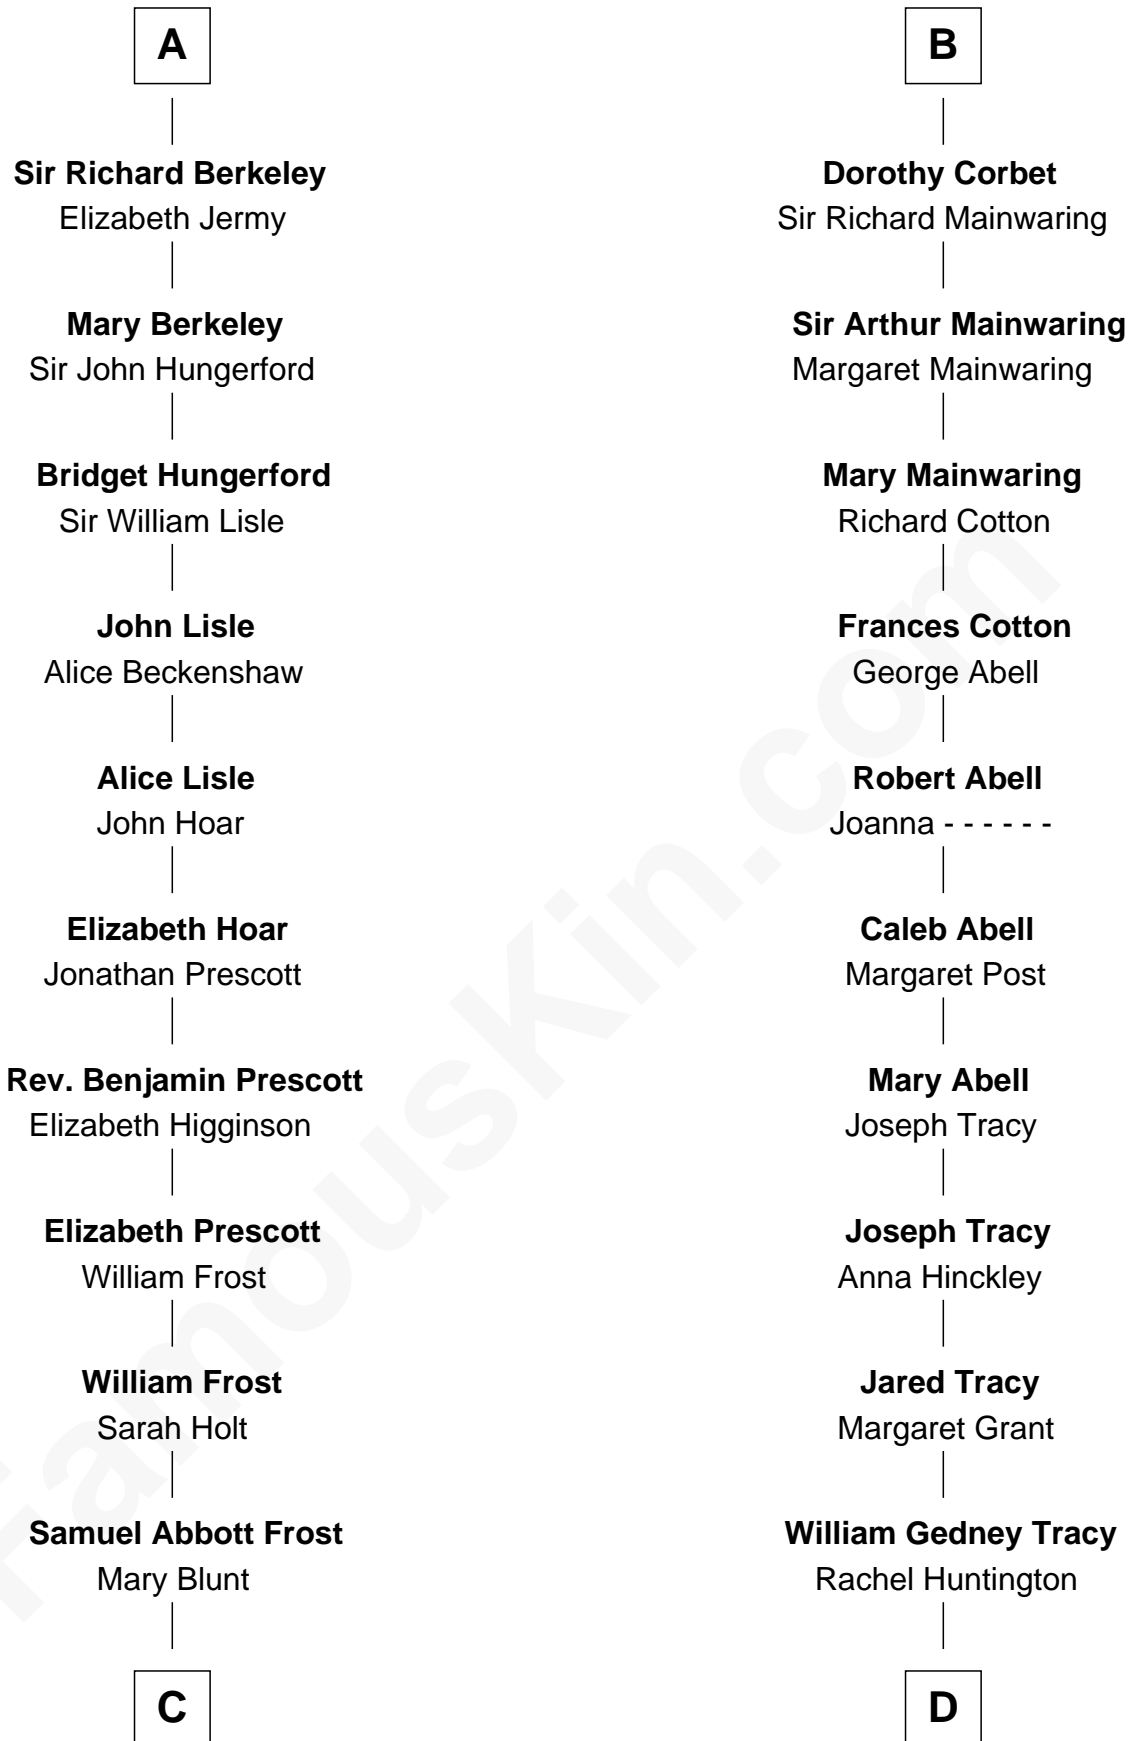 A
Sir Richard Berkeley
Elizabeth Jermy
Mary Berkeley
Sir John Hungerford
Bridget Hungerford
Sir William Lisle
John Lisle
Alice Beckenshaw
Alice Lisle
John Hoar
Elizabeth Hoar
Jonathan Prescott
Rev. Benjamin Prescott
Elizabeth Higginson
Elizabeth Prescott
William Frost
William Frost
Sarah Holt
Samuel Abbott Frost
Mary Blunt
C
B
Dorothy Corbet
Sir Richard Mainwaring
Sir Arthur Mainwaring
Margaret Mainwaring
Mary Mainwaring
Richard Cotton
Frances Cotton
George Abell
Robert Abell
Joanna - - - - - -
Caleb Abell
Margaret Post
Mary Abell
Joseph Tracy
Joseph Tracy
Anna Hinckley
Jared Tracy
Margaret Grant
William Gedney Tracy
Rachel Huntington
D
FamousKin.com